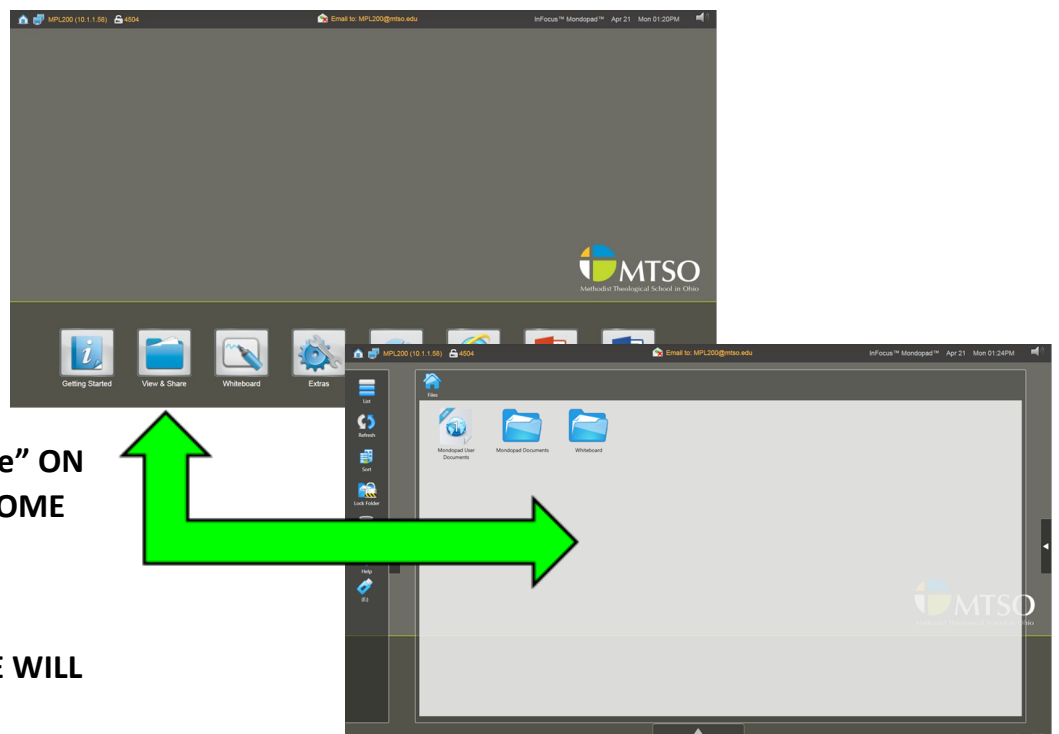 MPL200 (10.1.1.58) 4504 Email to: MPL200@mtso.edu InFocus™ Mondopad™ Apr 21 Mon 01:20PM
MTSO
Methodist Theological School in Ohio
Getting Started View & Share Whiteboard Extras
MPL200 (10.1.1.58) 4504 Email to: MPL200@mtso.edu InFocus™ Mondopad™ Apr 21 Mon 01:24PM
List
Files
Refresh
Mondopad User
Documents
Mondopad Documents
Whiteboard
Sort
Lock Folder
Help
MTSO
e” ON
OME
E WILL